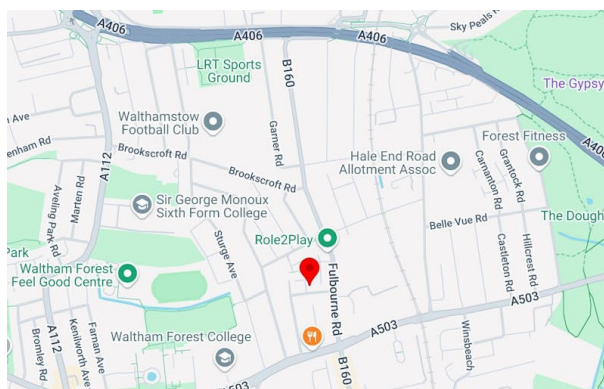 Sky Peals R
A406
A406
A406
LRT Sports
Ground
B160
A406
The Gypsy
n Ave
Walthamstow
Football Club
Garner Rd
Forest Fitness
enham Rd
A112
Brookscroft Rd
Brookscroft Rd
Hale End Road
Allotment Assoc
Carnanton Rd
Grantock Rd
Aveling Park Rd
Marten Rd
Sir George Monoux
Sixth Form College
Sturge Ave
Belle Vue Rd
The Dough
Role2Play
Park
Waltham Forest
Feel Good Centre
Fulbourne Rd
Castleton Rd
Hillcrest Rd
A503
A112
Bromley Rd
Kenilworth Ave
Farnan Ave
Waltham Forest College
A503
Winsbeach
B160
A503